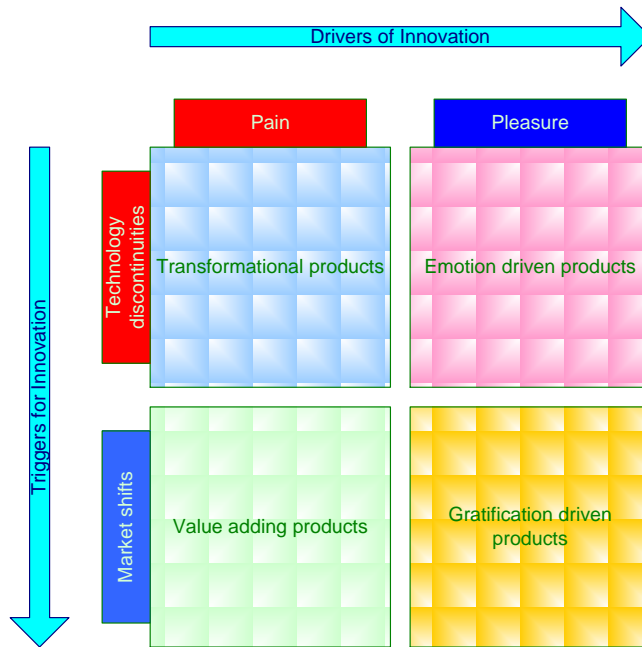 Drivers of Innovation
Pain
Pleasure
Triggers for Innovation
Technology
discontinuities
Transformational products
Emotion driven products
Market shifts
Value adding products
Gratification driven
products